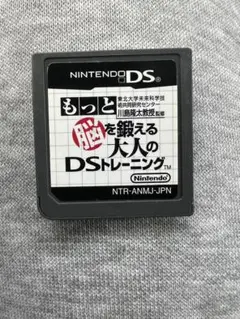 NINTENDO DS
もっと
東北大学未来科学技術共同研究センター
川島隆太教授監修
脳を鍛える
大人の
DSトレーニング™
Nintendo
NTR-ANMJ-JPN